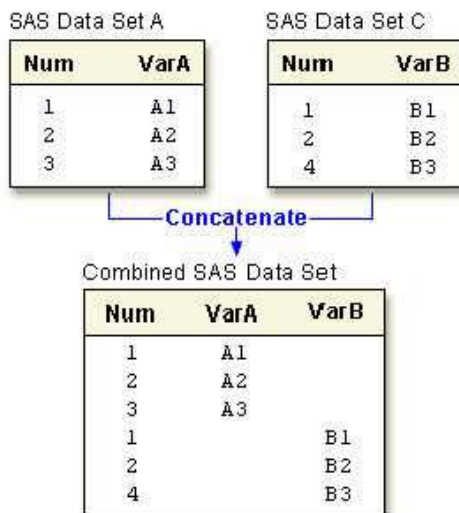 SAS Data Set A
SAS Data Set C
Num VarA
1 A1
2 A2
3 A3
Num VarB
1 B1
2 B2
4 B3
Concatenate
Combined SAS Data Set
Num VarA VarB
1 A1
2 A2
3 A3
1 B1
2 B2
4 B3